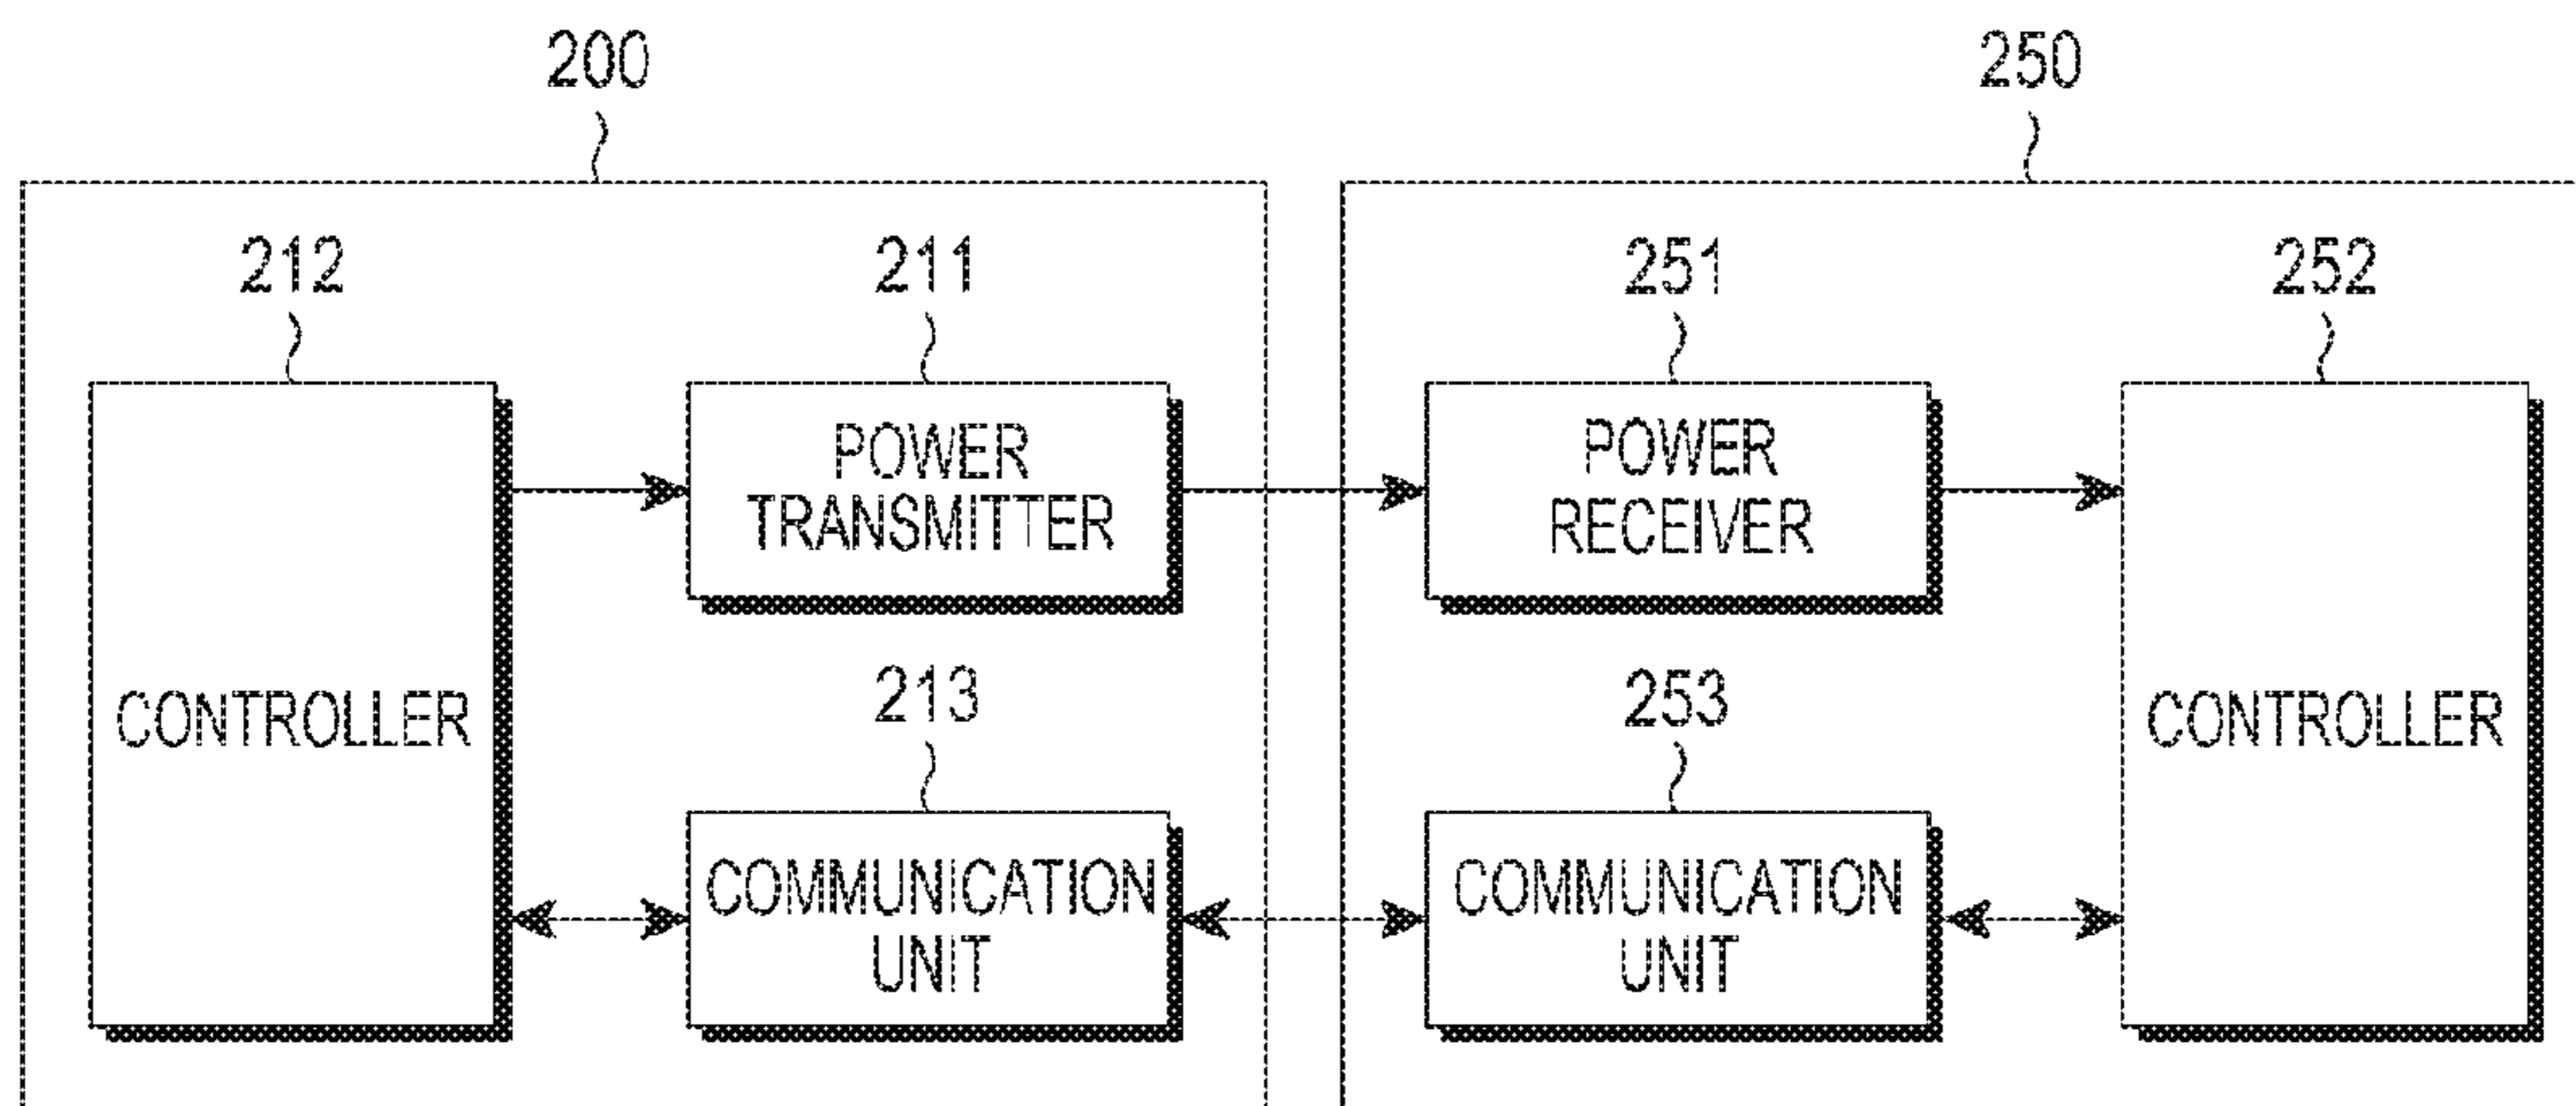 200
250
212
211
251
252
POWER
TRANSMITTER
POWER
RECEIVER
CONTROLLER
213
253
CONTROLLER
COMMUNICATION
UNIT
COMMUNICATION
UNIT